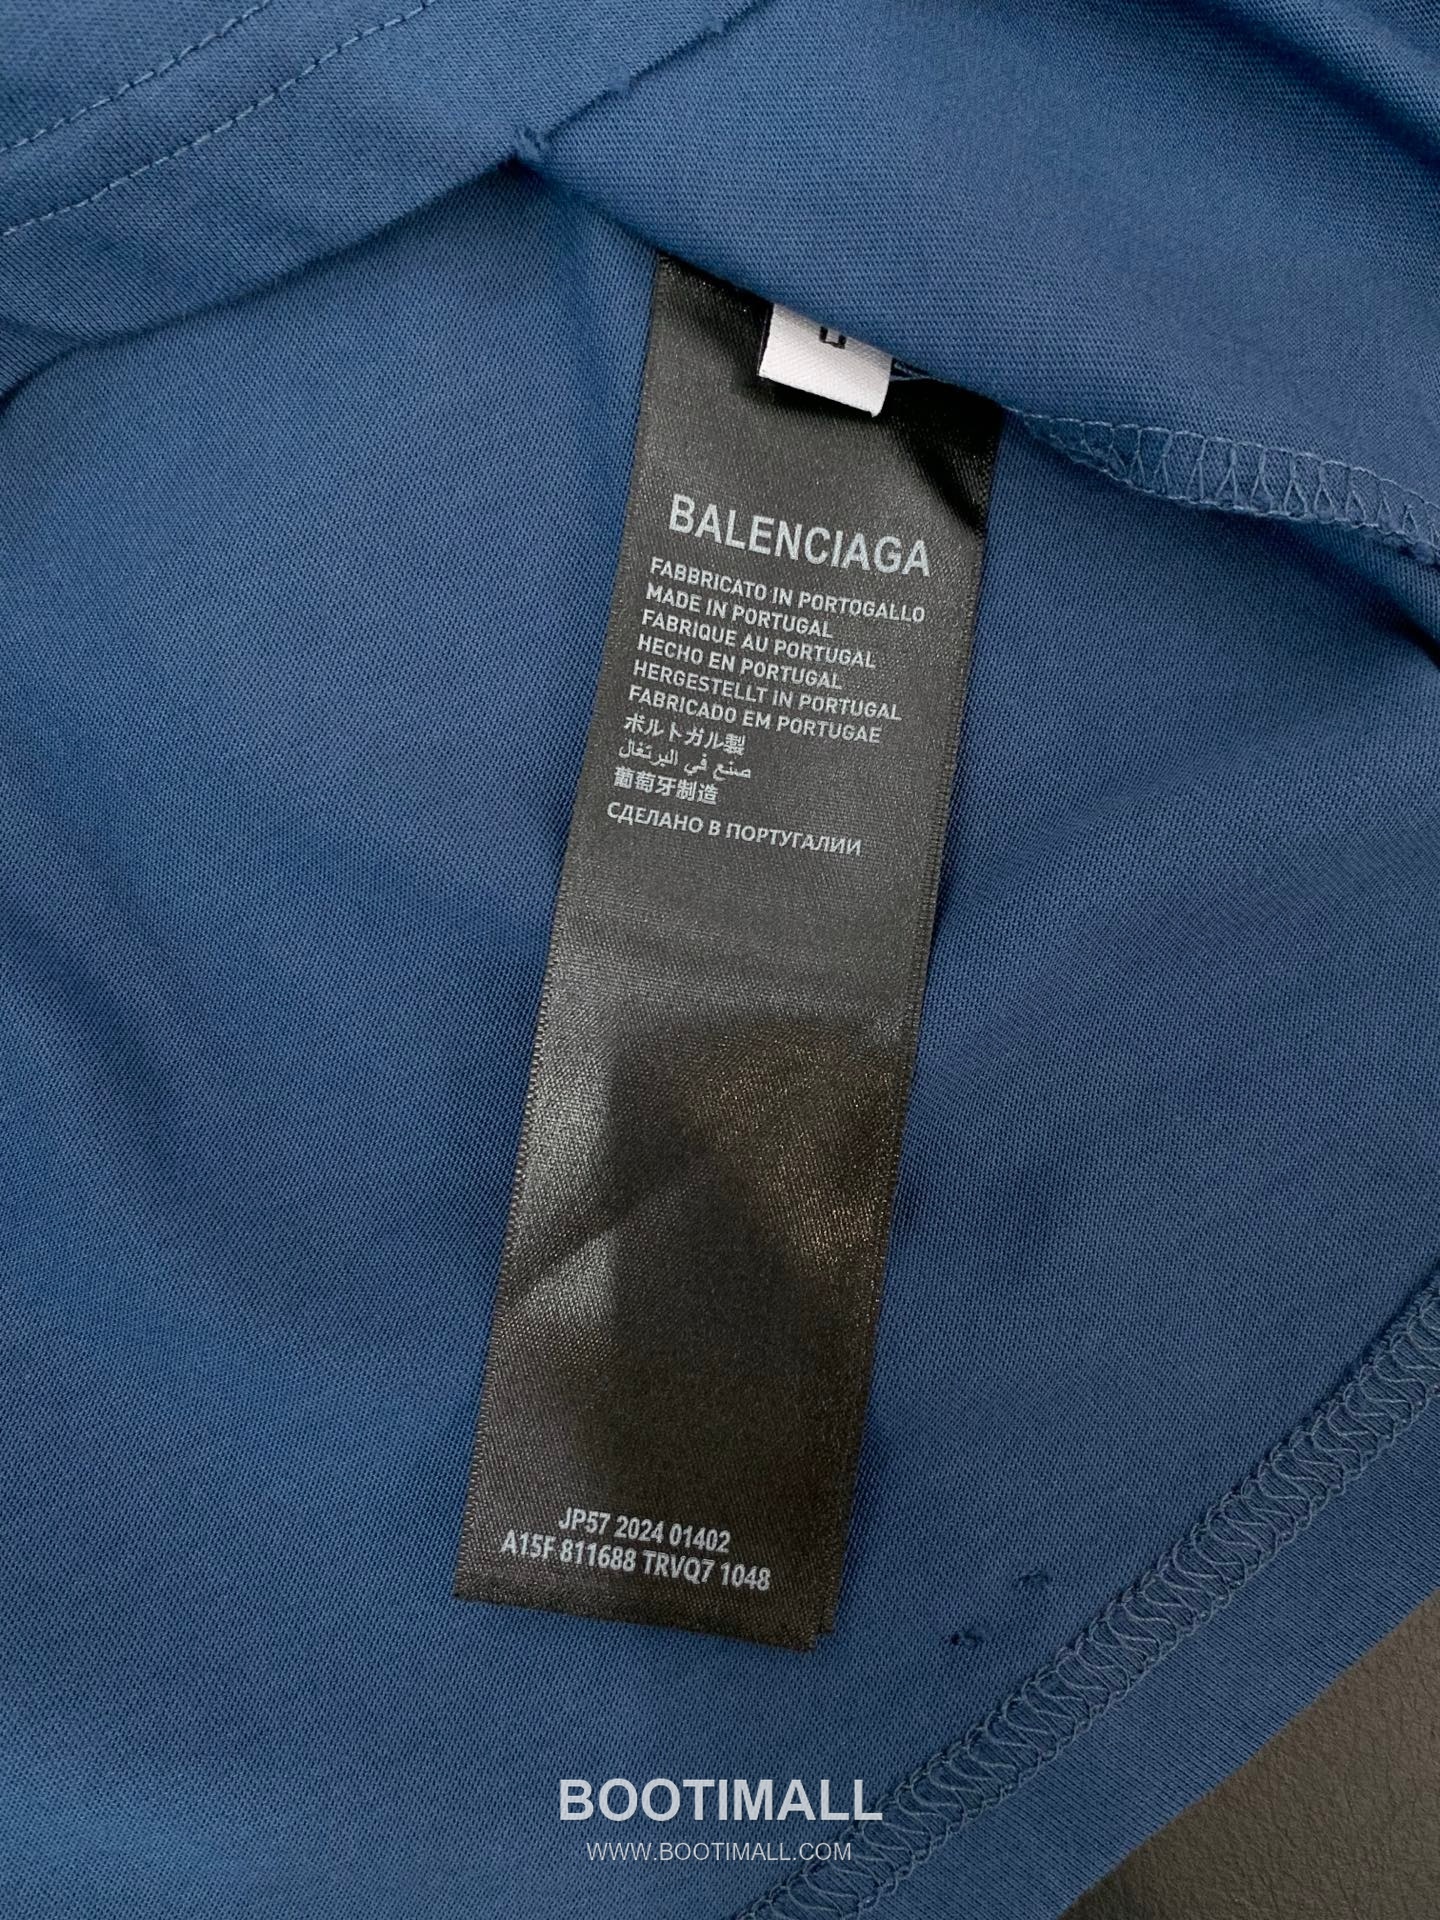 BALENCIAGA
FABBRICATO IN PORTOGALLO
MADE IN PORTUGAL
FABRIQUE AU PORTUGAL
HECHO EN PORTUGAL
HERGESTELLT IN PORTUGAL
FABRICADO EM PORTUGAE
ポルトガル製
صنع في البرتغال
葡萄牙制造
СДЕЛАНО В ПОРТУГАЛИИ
JP57 2024 01402
A15F 811688 TRVQ7 1048
BOOTIMALL
WWW.BOOTIMALL.COM